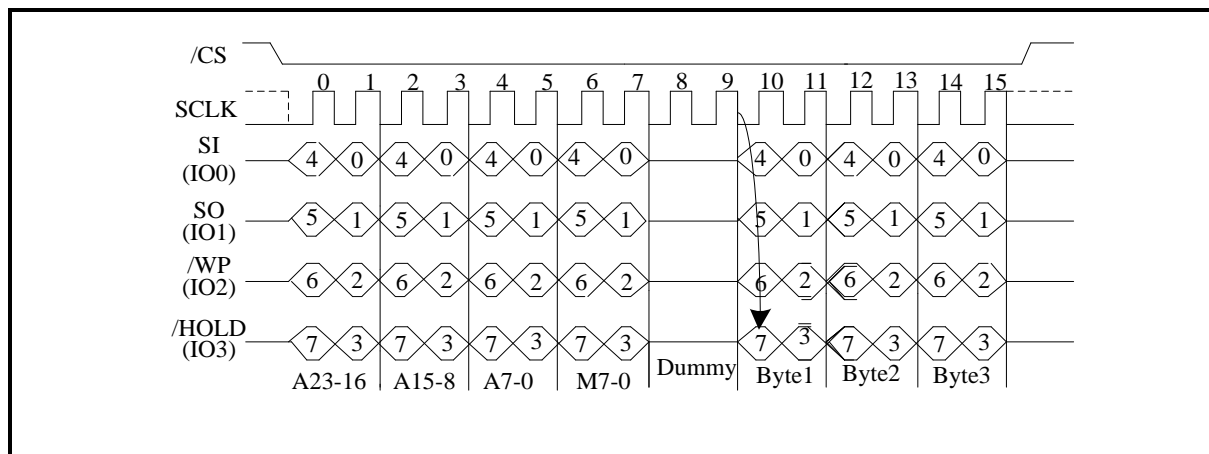 /CS
0 1 2 3 4 5 6 7 8 9 10 11 12 13 14 15
SCLK
SI
(IO0)
4 0 4 0 4 0 4 0 4 0 4 0 4 0
SO
(IO1)
5 1 5 1 5 1 5 1 5 1 5 1 5 1
/WP
(IO2)
6 2 6 2 6 2 6 2 6 2 6 2 6 2
/HOLD
(IO3)
7 3 7 3 7 3 7 3 7 3 7 3 7 3
A23-16 A15-8 A7-0 M7-0 Dummy Byte1 Byte2 Byte3